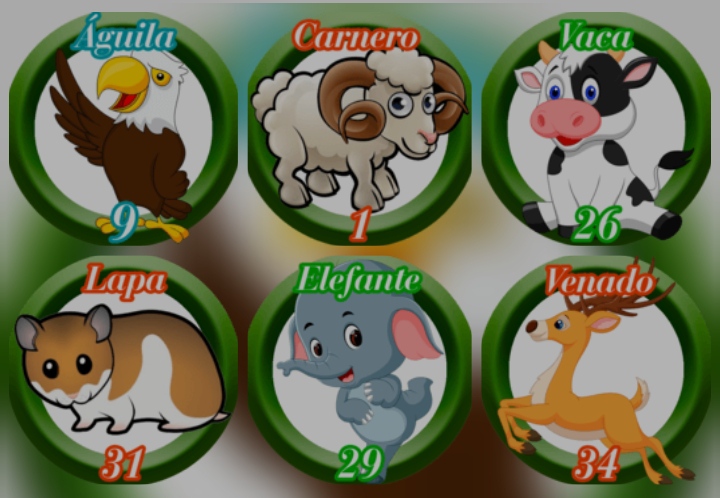 Águila
9
Carnero
1
Vaca
26
Lapa
31
Elefante
29
Venado
34